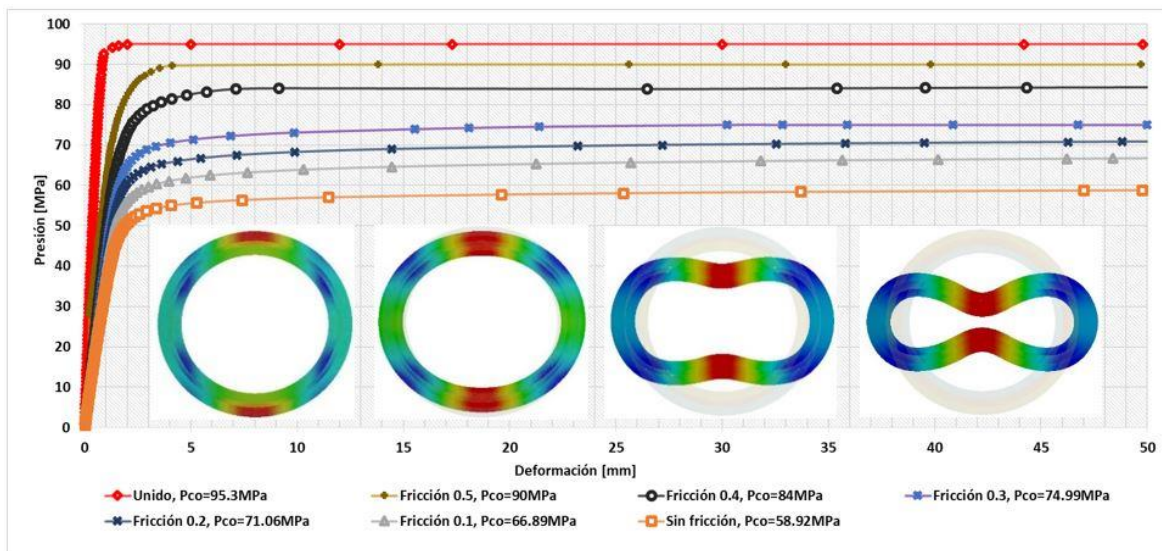 100
90
80
70
60
50
40
30
20
10
0
Presión [MPa]
0 5 10 15 20 25 30 35 40 45 50
Deformación [mm]
Unido, Pco=95.3MPa Fricción 0.5, Pco=90MPa Fricción 0.4, Pco=84MPa Fricción 0.3, Pco=74.99MPa
Fricción 0.2, Pco=71.06MPa Fricción 0.1, Pco=66.89MPa Sin fricción, Pco=58.92MPa